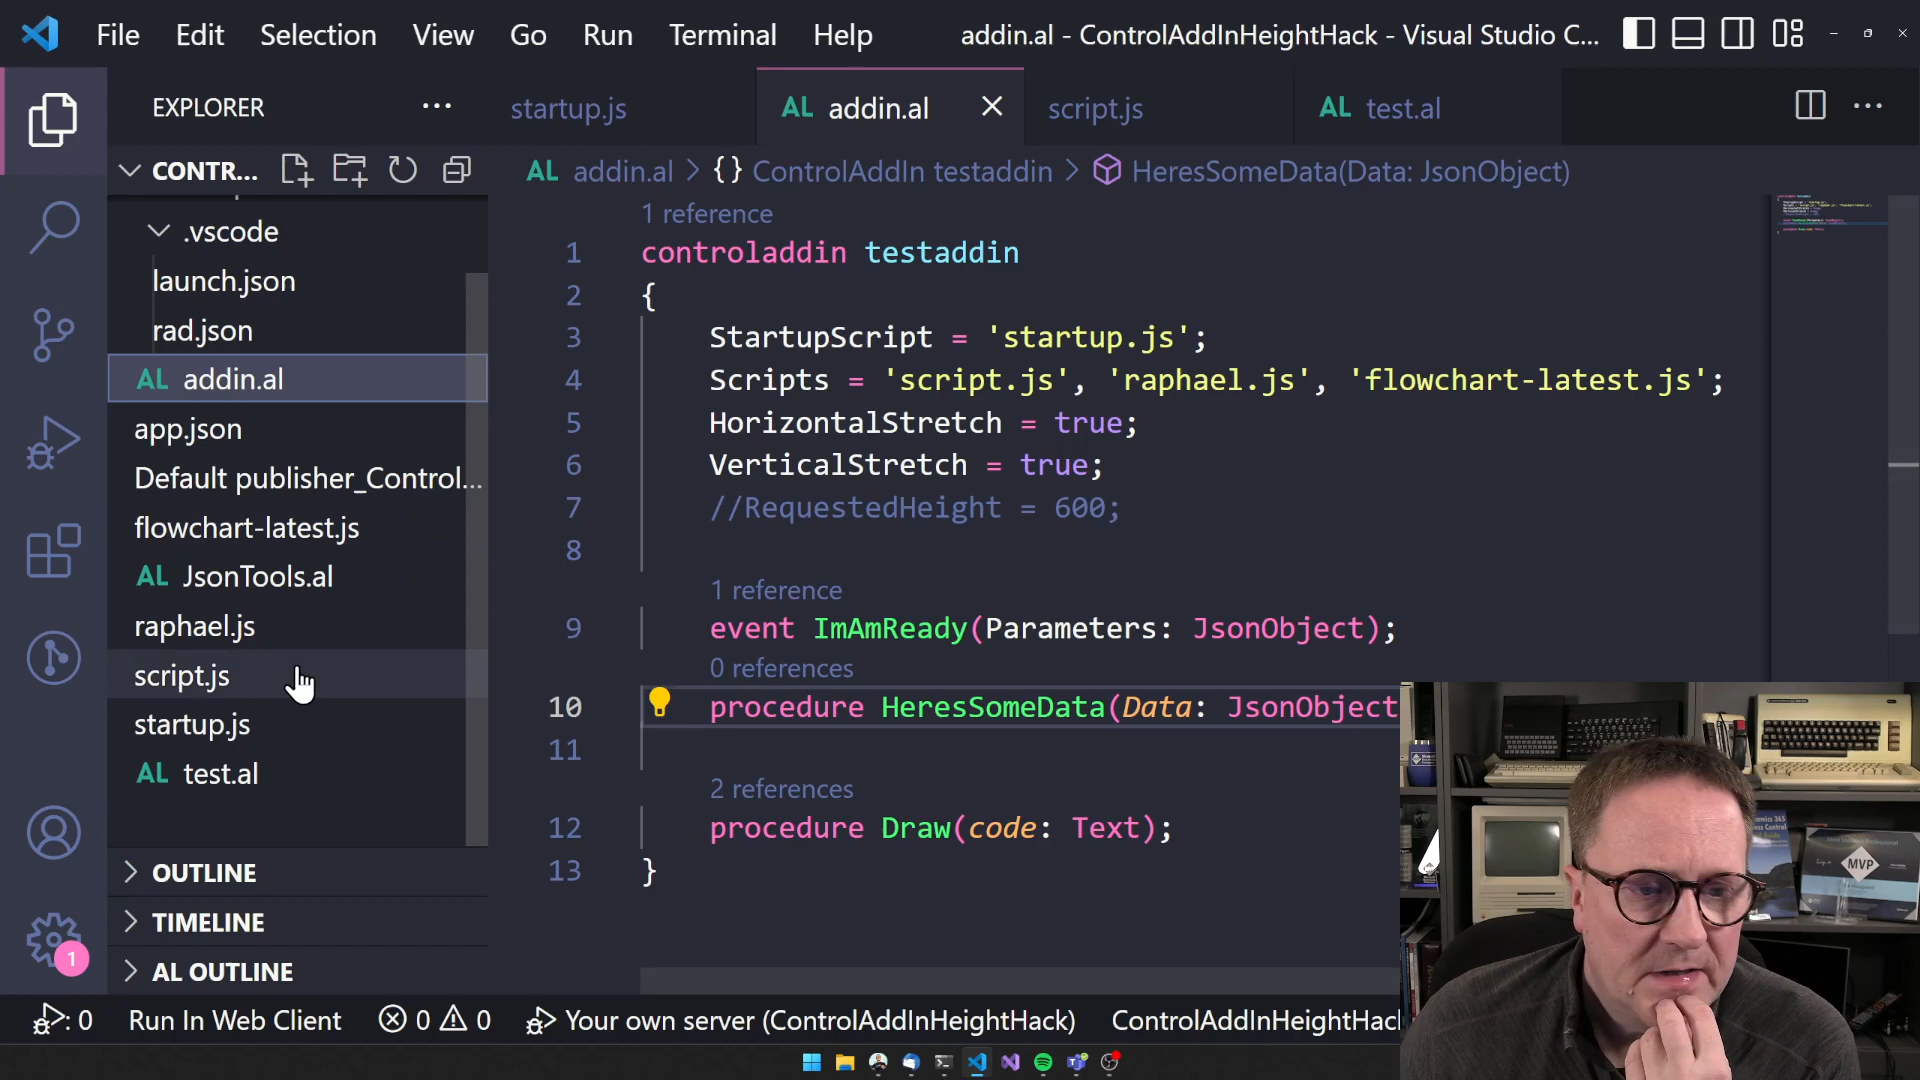 File Edit Selection View Go Run Terminal Help addin.al - ControlAddInHeightHack - Visual Studio C...
EXPLORER ...
startup.js AL addin.al script.js AL test.al
CONTR...
AL addin.al > {} ControlAddIn testaddin > HeresSomeData(Data: JsonObject)
.vscode
launch.json
rad.json
AL addin.al
app.json
Default publisher_Control...
flowchart-latest.js
AL JsonTools.al
raphael.js
script.js
startup.js
AL test.al
OUTLINE
TIMELINE
AL OUTLINE
1
1 reference
1 controladdin testaddin
2 {
3 StartupScript = 'startup.js';
4 Scripts = 'script.js', 'raphael.js', 'flowchart-latest.js';
5 HorizontalStretch = true;
6 VerticalStretch = true;
7 //RequestedHeight = 600;
8
1 reference
9 event ImAmReady(Parameters: JsonObject);
0 references
10 procedure HeresSomeData(Data: JsonObject
11
2 references
12 procedure Draw(code: Text);
13 }
MVP
: 0 Run In Web Client 0 0 Your own server (ControlAddInHeightHack) ControlAddInHeightHac